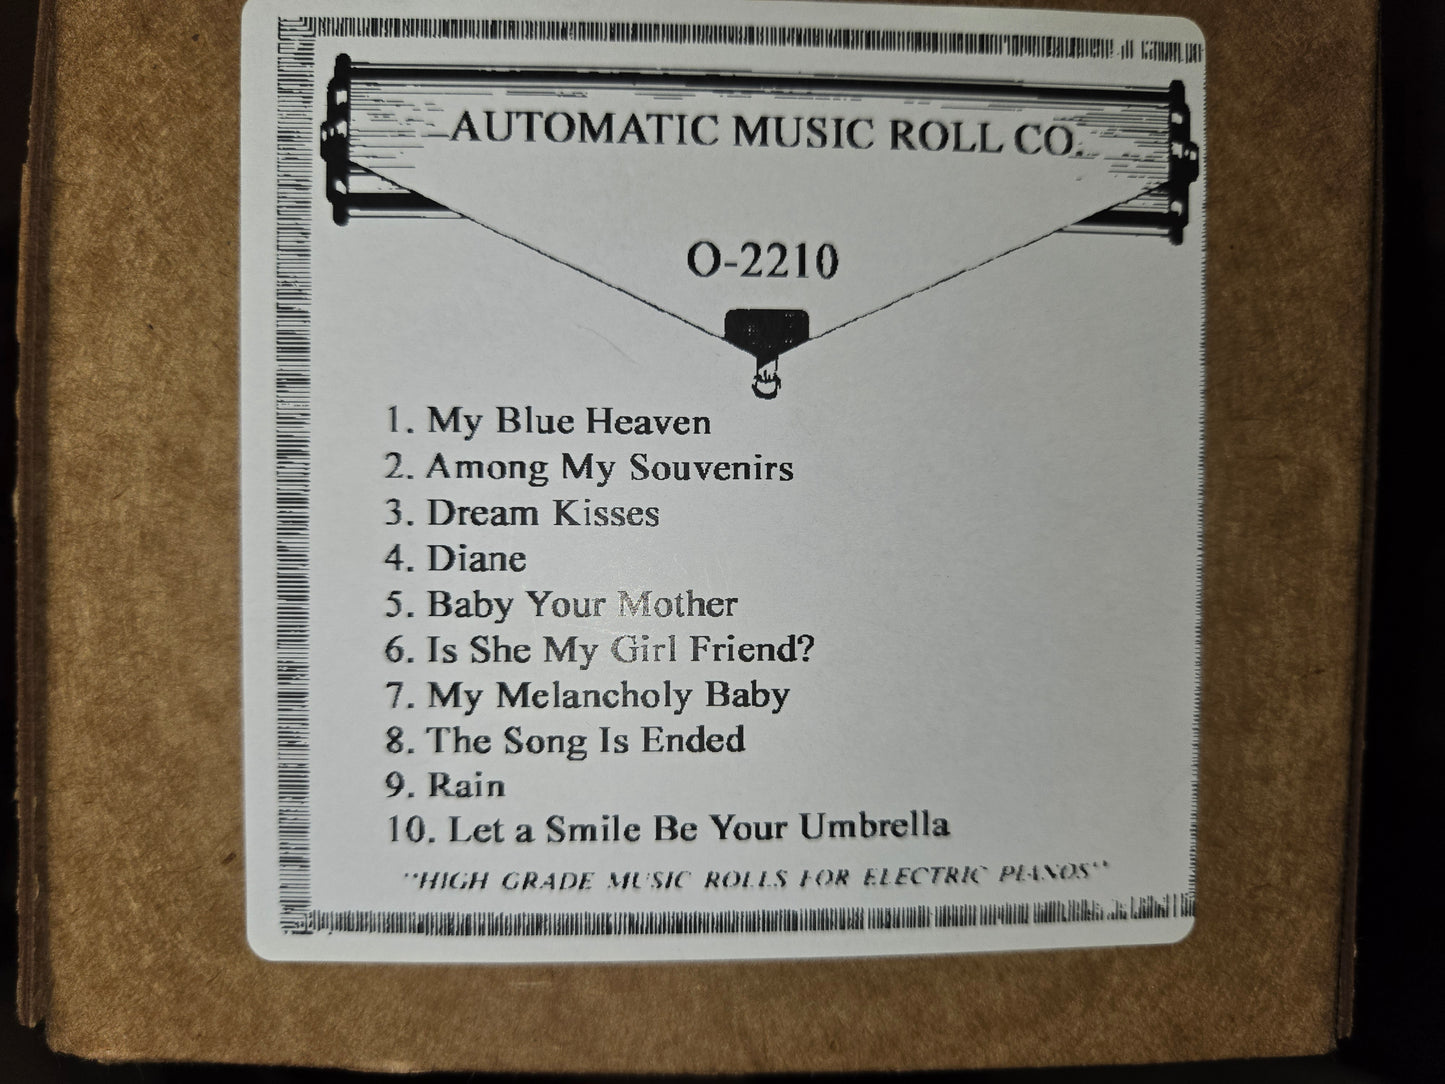 AUTOMATIC MUSIC ROLL CO.
O-2210
1. My Blue Heaven
2. Among My Souvenirs
3. Dream Kisses
4. Diane
5. Baby Your Mother
6. Is She My Girl Friend?
7. My Melancholy Baby
8. The Song Is Ended
9. Rain
10. Let a Smile Be Your Umbrella
"HIGH GRADE MUSIC ROLLS FOR ELECTRIC PIANOS"